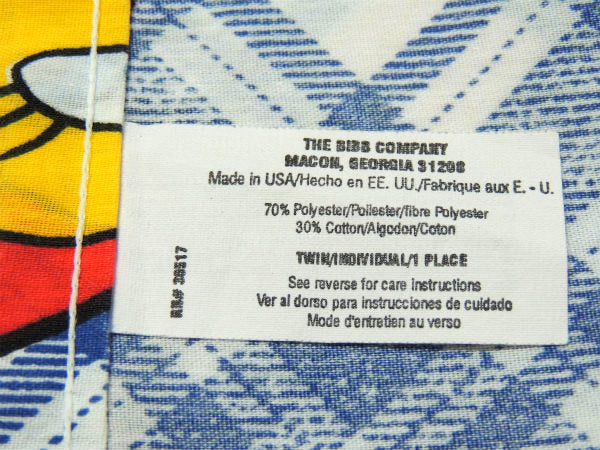 THE BIBB COMPANY
MACON, GEORGIA 31208
Made in USA/Hecho en EE. UU./Fabrique aux E. - U.
70% Polyester/Poliester/fibre Polyester
30% Cotton/Algodon/Coton
TWIN/INDIVIDUAL/1 PLACE
See reverse for care instructions
Ver al dorso para instrucciones de cuidado
Mode d'entretien au verso
RN# 36517